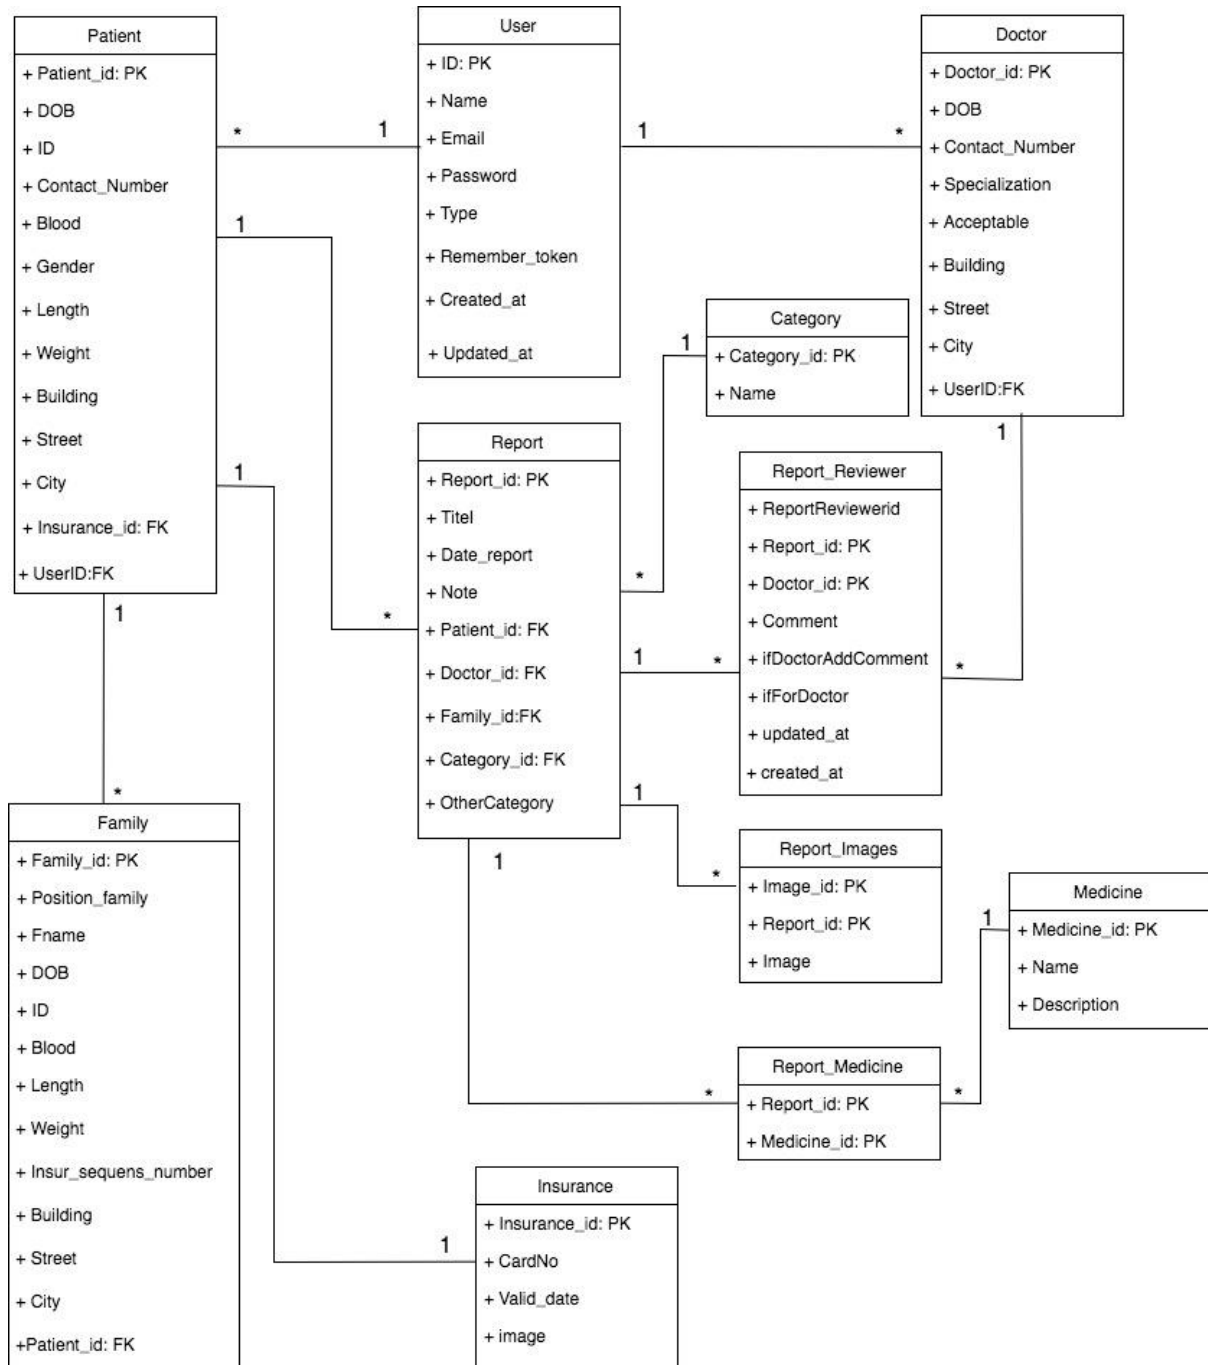 Patient
+ Patient_id: PK
+ DOB
+ ID
+ Contact_Number
+ Blood
+ Gender
+ Length
+ Weight
+ Building
+ Street
+ City
+ Insurance_id: FK
+ UserID:FK
*
1
User
+ ID: PK
+ Name
+ Email
+ Password
+ Type
+ Remember_token
+ Created_at
+ Updated_at
1
*
Doctor
+ Doctor_id: PK
+ DOB
+ Contact_Number
+ Specialization
+ Acceptable
+ Building
+ Street
+ City
+ UserID:FK
1
1
1
1
*
Category
+ Category_id: PK
+ Name
1
*
Report
+ Report_id: PK
+ Titel
+ Date_report
+ Note
+ Patient_id: FK
+ Doctor_id: FK
+ Family_id:FK
+ Category_id: FK
+ OtherCategory
1
*
Report_Reviewer
+ ReportReviewerid
+ Report_id: PK
+ Doctor_id: PK
+ Comment
+ ifDoctorAddComment
+ ifForDoctor
+ updated_at
+ created_at
*
1
*
Report_Images
+ Image_id: PK
+ Report_id: PK
+ Image
*
Family
+ Family_id: PK
+ Position_family
+ Fname
+ DOB
+ ID
+ Blood
+ Length
+ Weight
+ Insur_sequens_number
+ Building
+ Street
+ City
+Patient_id: FK
1
*
Report_Medicine
+ Report_id: PK
+ Medicine_id: PK
*
1
Medicine
+ Medicine_id: PK
+ Name
+ Description
1
Insurance
+ Insurance_id: PK
+ CardNo
+ Valid_date
+ image